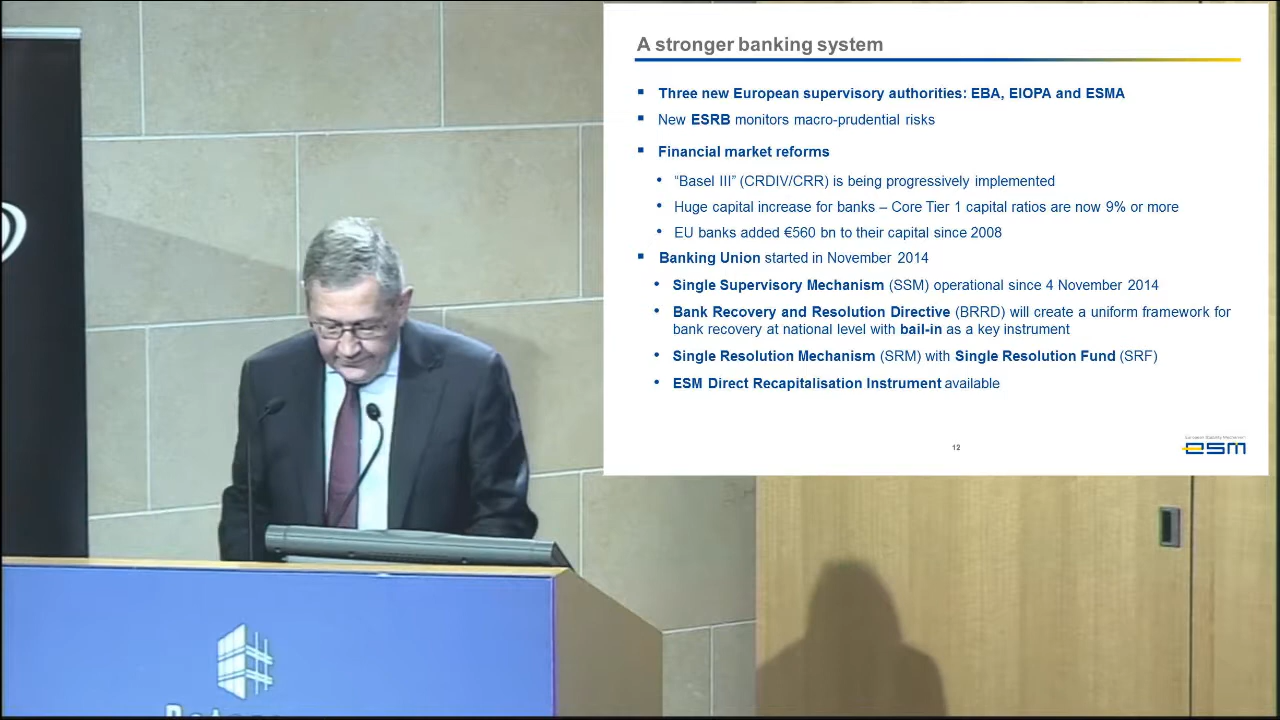 A stronger banking system
Three new European supervisory authorities: EBA, EIOPA and ESMA
New ESRB monitors macro-prudential risks
Financial market reforms
“Basel III” (CRDIV/CRR) is being progressively implemented
Huge capital increase for banks – Core Tier 1 capital ratios are now 9% or more
EU banks added €560 bn to their capital since 2008
Banking Union started in November 2014
Single Supervisory Mechanism (SSM) operational since 4 November 2014
Bank Recovery and Resolution Directive (BRRD) will create a uniform framework for
bank recovery at national level with bail-in as a key instrument
Single Resolution Mechanism (SRM) with Single Resolution Fund (SRF)
ESM Direct Recapitalisation Instrument available
12
European Stability Mechanism
esm